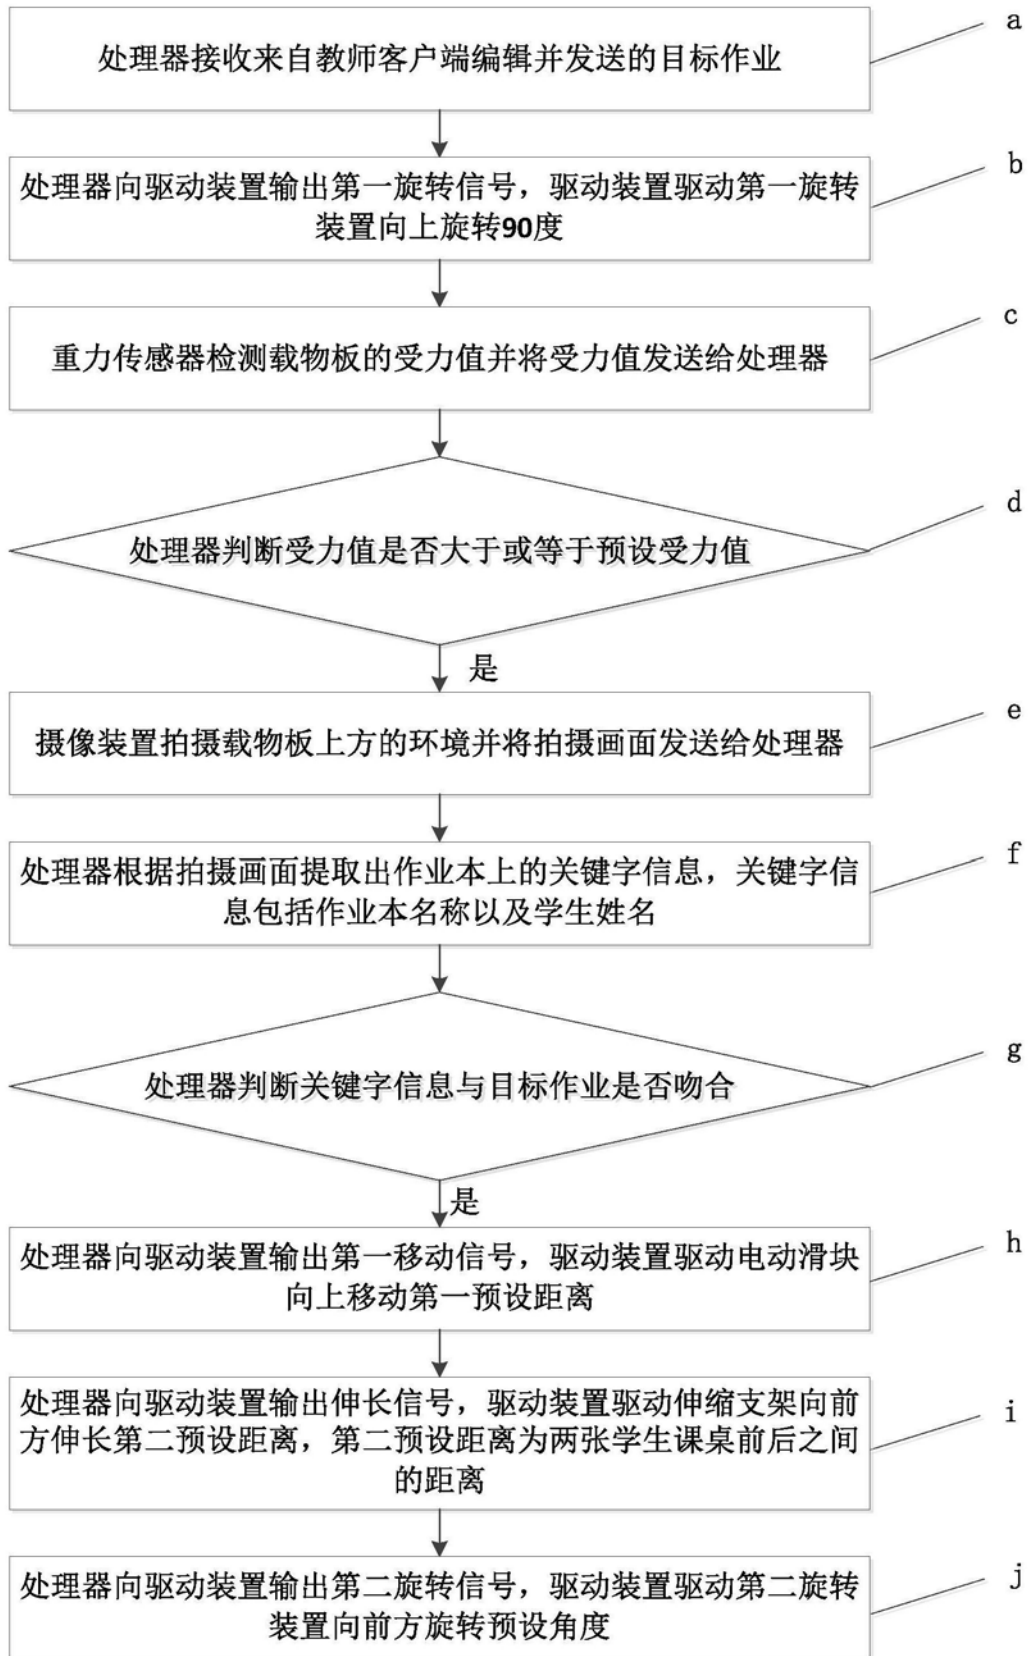 处理器接收来自教师客户端编辑并发送的目标作业
a
处理器向驱动装置输出第一旋转信号，驱动装置驱动第一旋转
装置向上旋转90度
b
重力传感器检测载物板的受力值并将受力值发送给处理器
c
处理器判断受力值是否大于或等于预设受力值
d
是
摄像装置拍摄载物板上方的环境并将拍摄画面发送给处理器
e
处理器根据拍摄画面提取出作业本上的关键字信息，关键字信
息包括作业本名称以及学生姓名
f
处理器判断关键字信息与目标作业是否吻合
g
是
处理器向驱动装置输出第一移动信号，驱动装置驱动电动滑块
向上移动第一预设距离
h
处理器向驱动装置输出伸长信号，驱动装置驱动伸缩支架向前
方伸长第二预设距离，第二预设距离为两张学生课桌前后之间
的距离
i
处理器向驱动装置输出第二旋转信号，驱动装置驱动第二旋转
装置向前方旋转预设角度
j